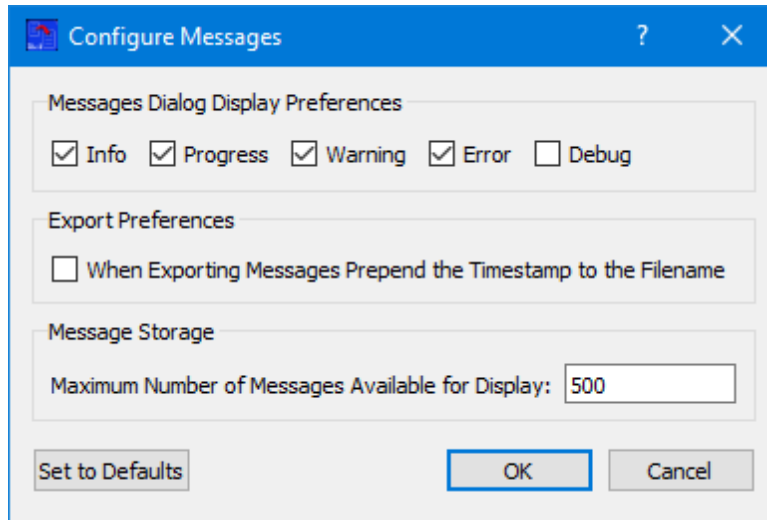 Configure Messages ?
Messages Dialog Display Preferences
Info Progress Warning Error Debug
Export Preferences
When Exporting Messages Prepend the Timestamp to the Filename
Message Storage
Maximum Number of Messages Available for Display: 500
Set to Defaults OK Cancel